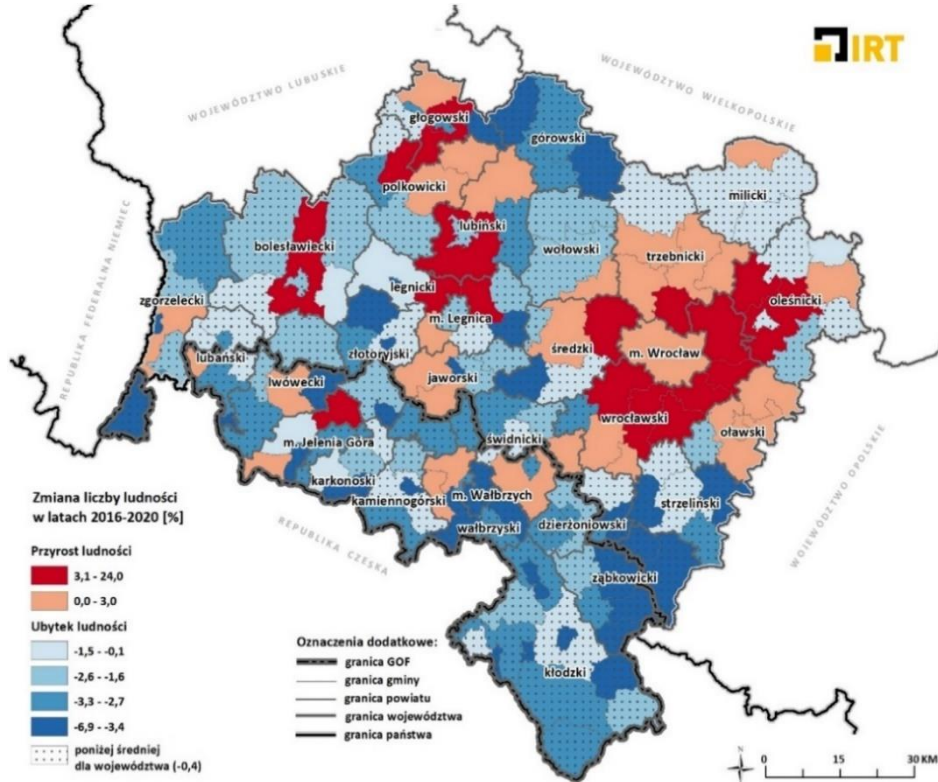 IRT
WOJEWÓDZTWO LUBUSKIE
WOJEWÓDZTWO WIELKOPOLSKIE
głogowski
górowski
polkowicki
milicki
lubiński
bolesławiecki
wołowski
trzebnicki
REPUBLIKA FEDERALNA NIEMIEC
legnicki
zgorzelecki
oleśnicki
m. Legnica
złotoryjski
średzki
m. Wrocław
lubański
lwówecki
jaworski
wrocławski
oławski
m. Jelenia Góra
świdnicki
karkonoski
kamiennogórski
m. Wałbrzych
strzeliński
wałbrzyski
dzierżoniowski
WOJEWÓDZTWO OPOLSKIE
REPUBLIKA CZESKA
ząbkowicki
kłodzki
Zmiana liczby ludności
w latach 2016-2020 [%]
Przyrost ludności
3,1 - 24,0
0,0 - 3,0
Ubytek ludności
-1,5 - -0,1
-2,6 - -1,6
-3,3 - -2,7
-6,9 - -3,4
poniżej średniej
dla województwa (-0,4)
Oznaczenia dodatkowe:
granica GOF
granica gminy
granica powiatu
granica województwa
granica państwa
N
0 15 30 KM